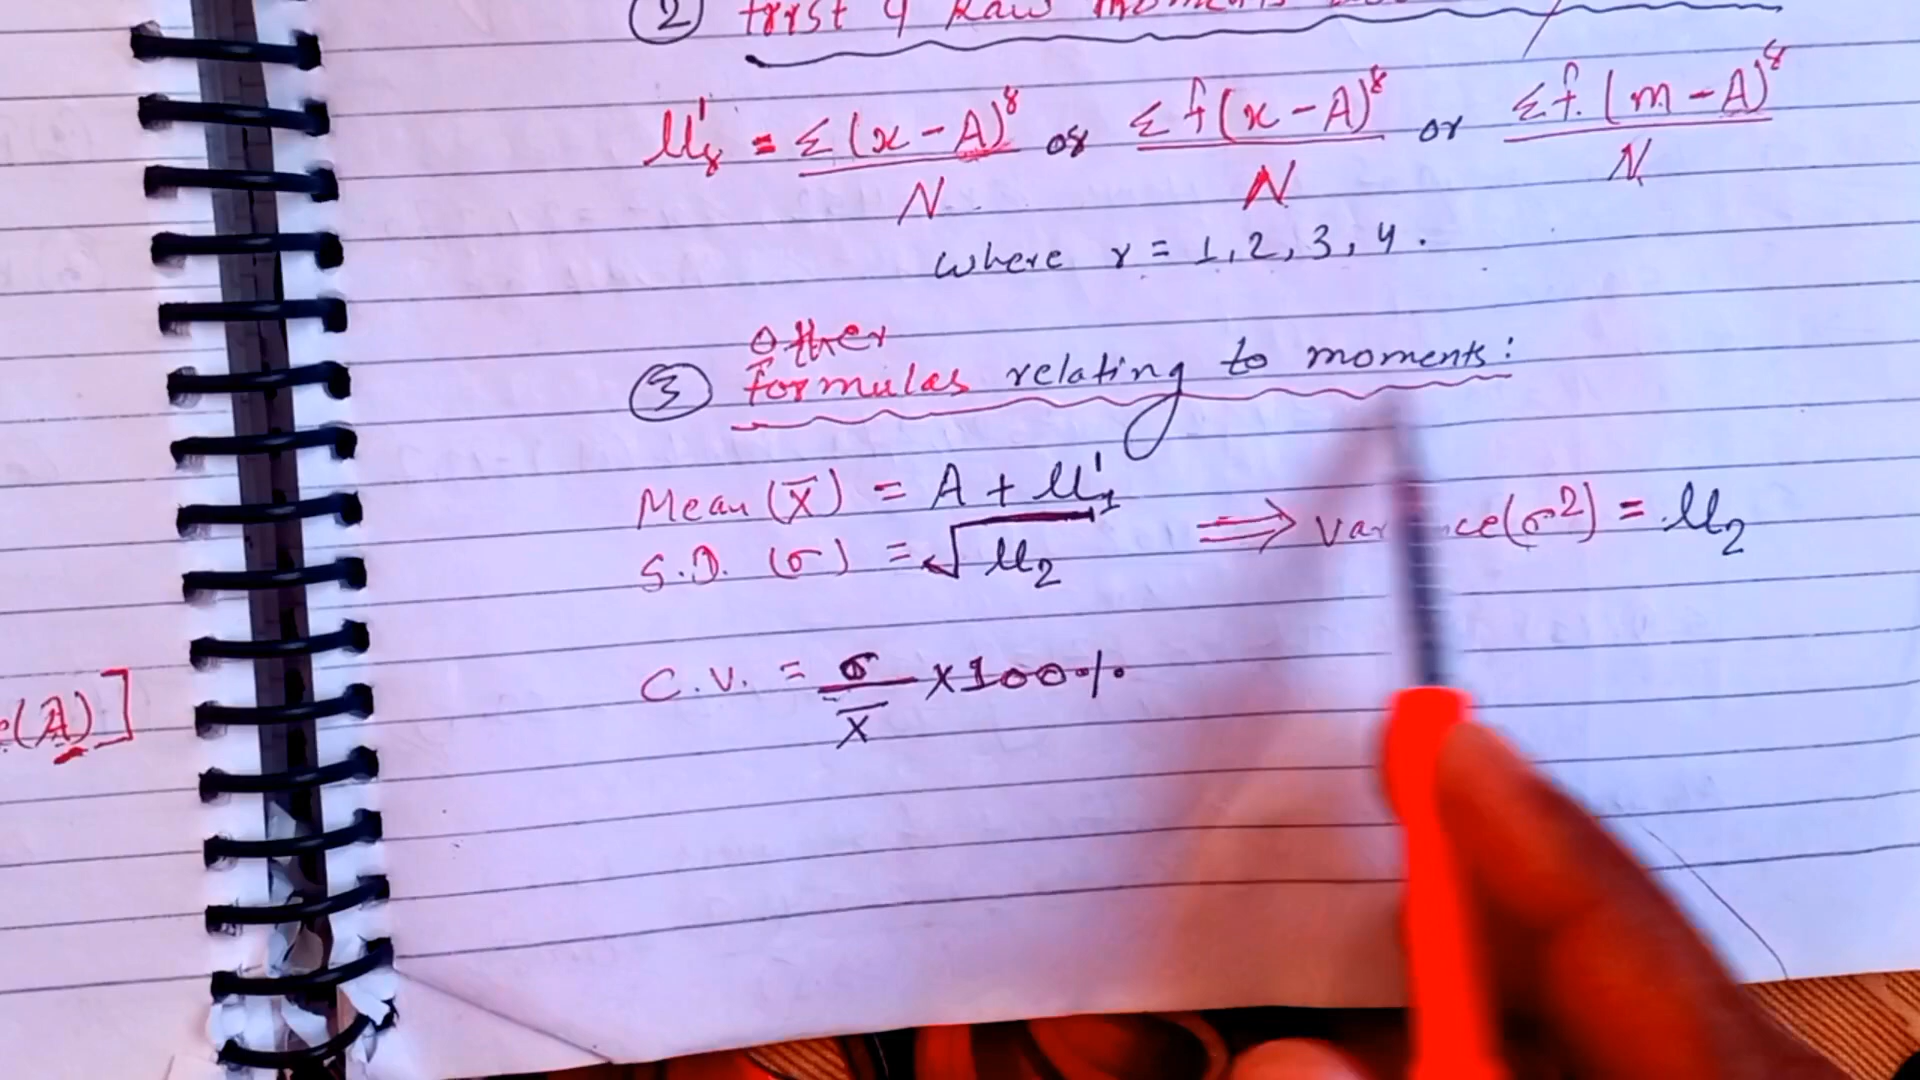 ② First 4 Raw moments
μ'r = Σ(x-A)^r / N or Σf(x-A)^r / N or Σf.(m-A)^r / N
where r = 1, 2, 3, 4.
③ Other
Formulas relating to moments:
Mean (X̅) = A + μ'1
S.D. (σ) = √μ2 ⟹ Variance(σ²) = μ2
C.V. = σ/X̅ × 100%
(A)]